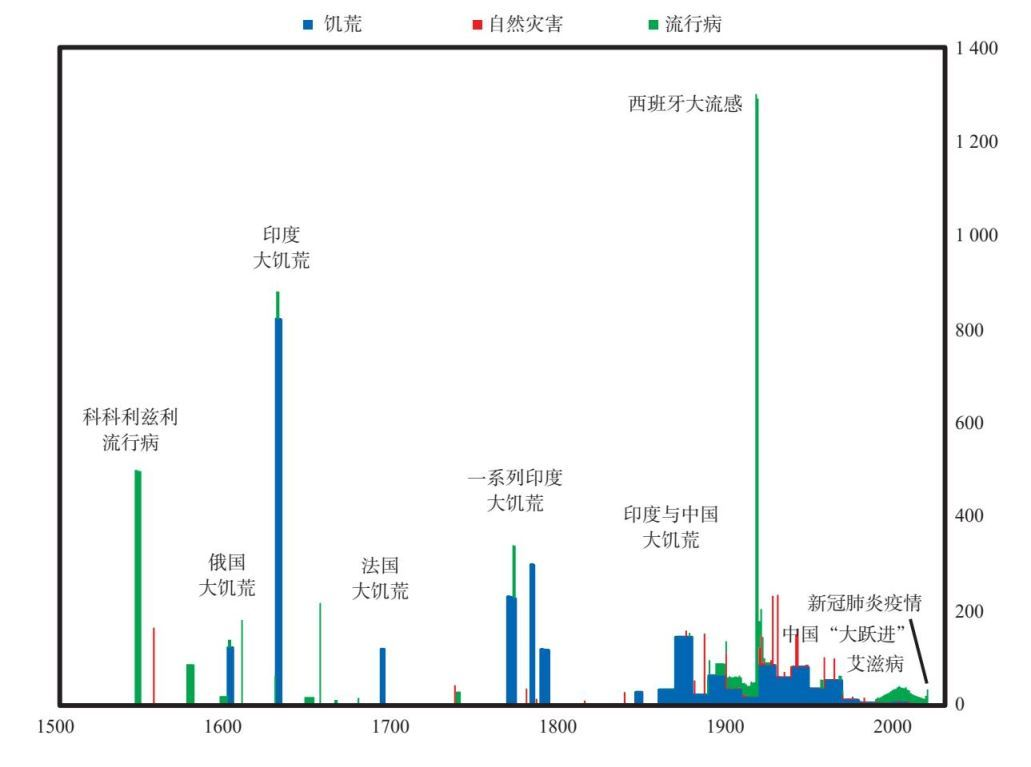 饥荒
自然灾害
流行病
1 400
西班牙大流感
1 200
印度
大饥荒
1 000
800
科科利兹利
流行病
600
一系列印度
大饥荒
印度与中国
大饥荒
400
俄国
大饥荒
法国
大饥荒
新冠肺炎疫情
200
中国“大跃进”
艾滋病
0
1500
1600
1700
1800
1900
2000